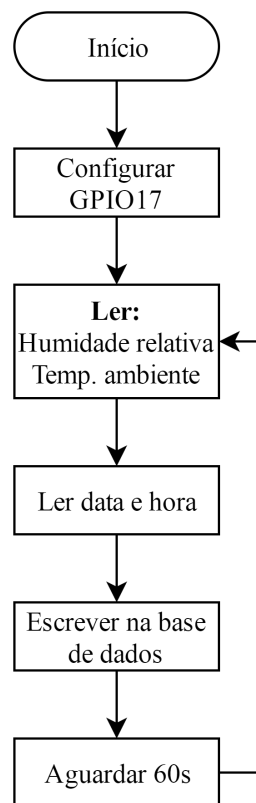 Início
Configurar
GPIO17
Ler:
Humidade relativa
Temp. ambiente
Ler data e hora
Escrever na base
de dados
Aguardar 60s